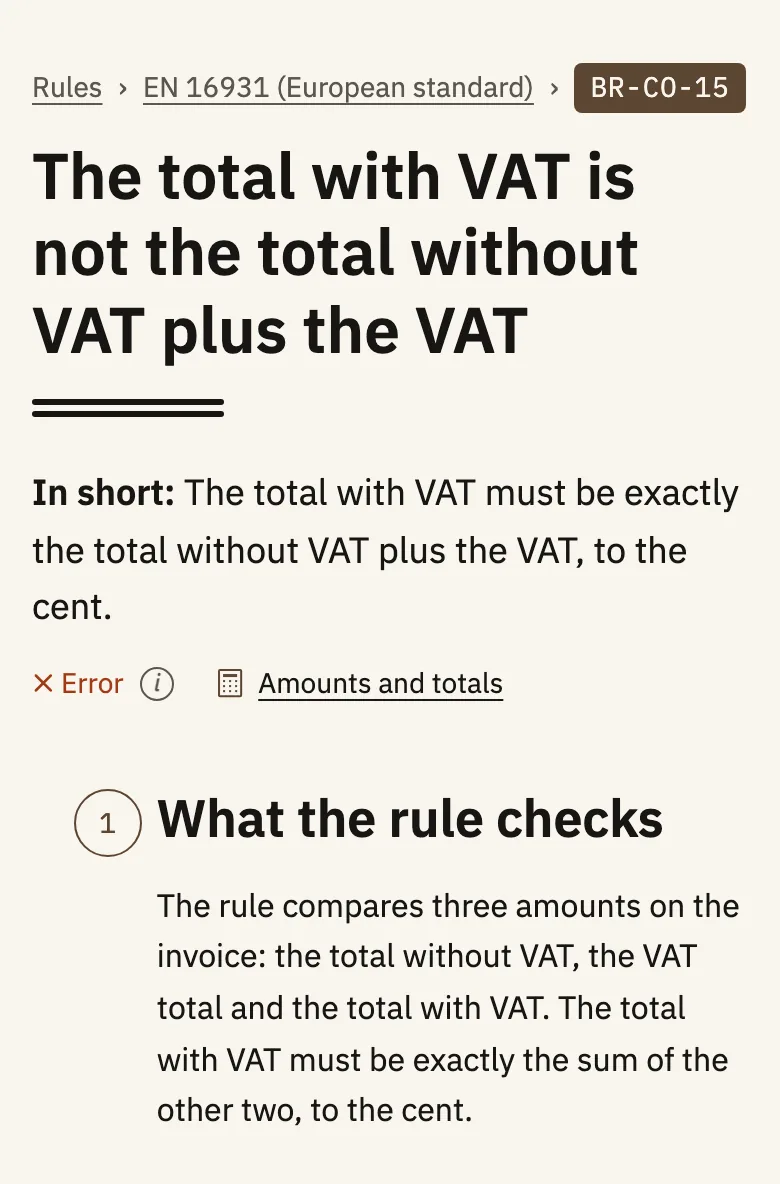 Rules › EN 16931 (European standard) › BR-CO-15
The total with VAT is
not the total without
VAT plus the VAT
In short: The total with VAT must be exactly
the total without VAT plus the VAT, to the
cent.
× Error i Amounts and totals
1 What the rule checks
The rule compares three amounts on the
invoice: the total without VAT, the VAT
total and the total with VAT. The total
with VAT must be exactly the sum of the
other two, to the cent.